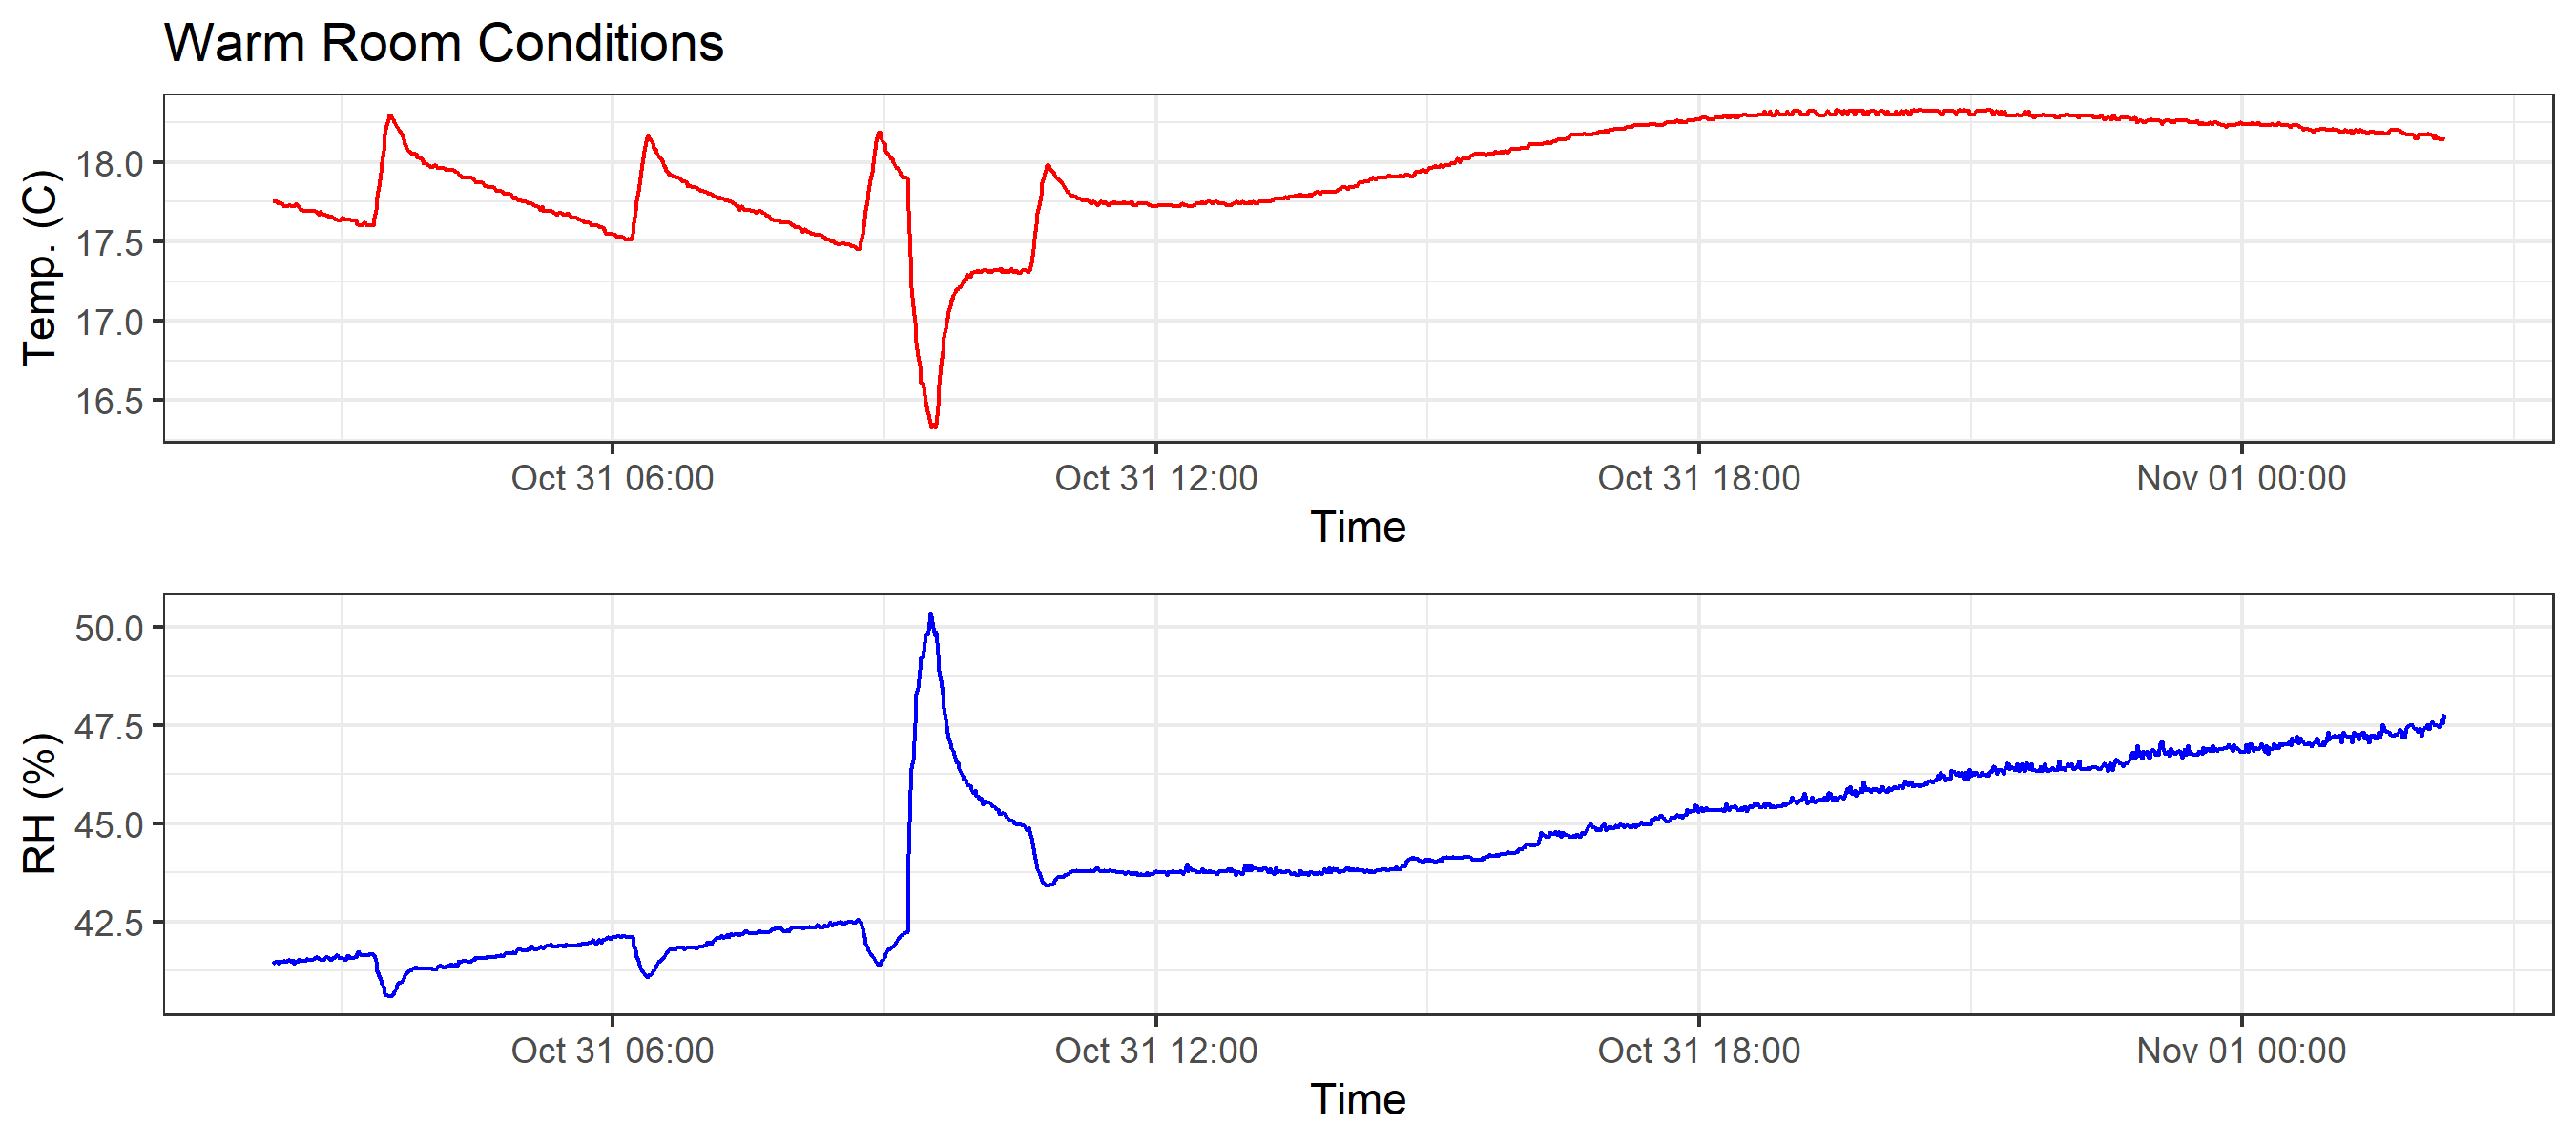 Warm Room Conditions
Temp. (C)
18.0
17.5
17.0
16.5
Oct 31 06:00 Oct 31 12:00 Oct 31 18:00 Nov 01 00:00
Time
RH (%)
50.0
47.5
45.0
42.5
Oct 31 06:00 Oct 31 12:00 Oct 31 18:00 Nov 01 00:00
Time